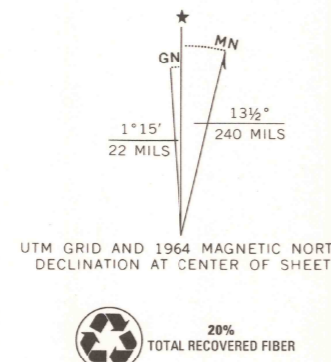 ★
MN
GN
1°15′
22 MILS
13½°
240 MILS
UTM GRID AND 1964 MAGNETIC NORT
DECLINATION AT CENTER OF SHEET
20%
TOTAL RECOVERED FIBER